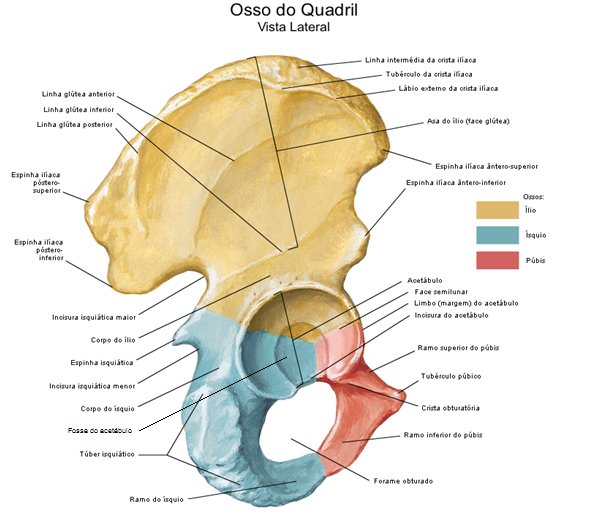 Osso do Quadril
Vista Lateral
Linha intermédia da crista ilíaca
Tubérculo da crista ilíaca
Lábio externo da crista ilíaca
Linha glútea anterior
Linha glútea inferior
Linha glútea posterior
Asa do ílio (face glútea)
Espinha ilíaca ântero-superior
Espinha ilíaca
póstero-
superior
Espinha ilíaca ântero-inferior
Ossos:
Ílio
Ísquio
Púbis
Espinha ilíaca
póstero-
inferior
Acetábulo
Face semilunar
Limbo (margem) do acetábulo
Incisura do acetábulo
Incisura isquiática maior
Corpo do ílio
Espinha isquiática
Incisura isquiática menor
Corpo do ísquio
Fossa do acetábulo
Túber isquiático
Ramo do ísquio
Ramo superior do púbis
Tubérculo púbico
Crista obturatória
Ramo inferior do púbis
Forame obturado